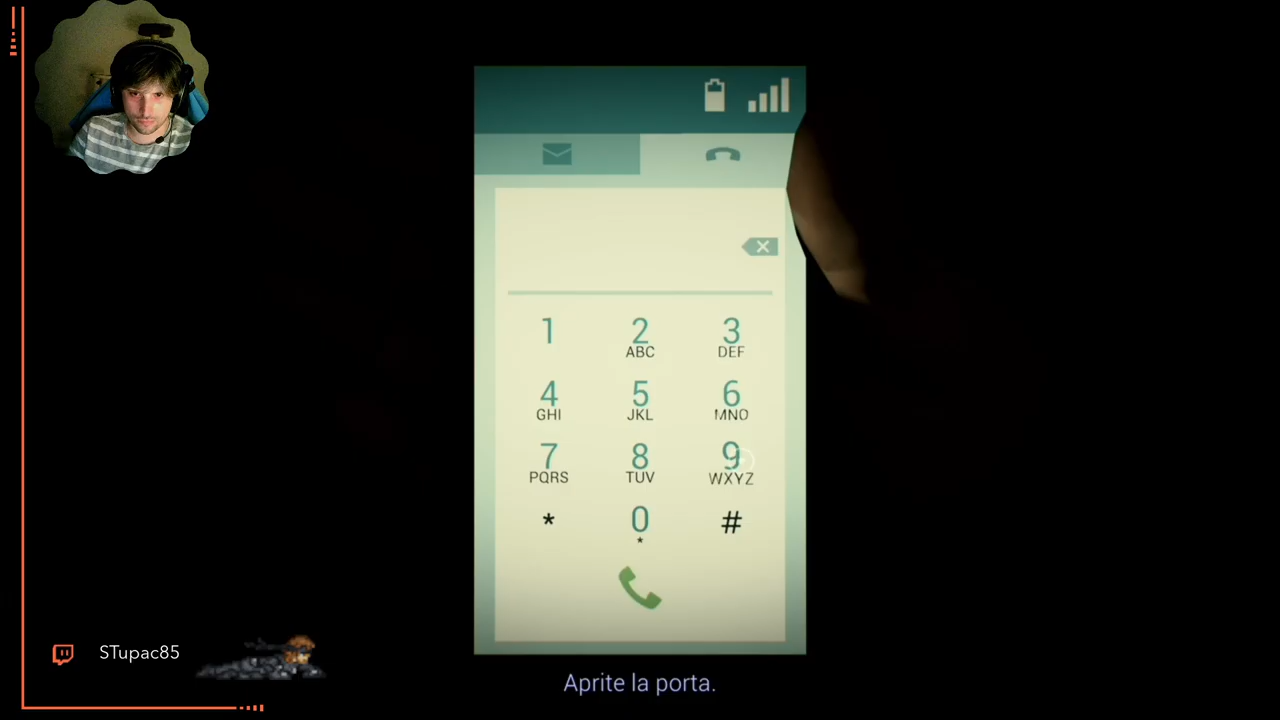 1
2
3
ABC
DEF
4
5
6
GHI
JKL
MNO
7
8
9
PQRS
TUV
WXYZ
*
0
#
*
STupac85
Aprite la porta.